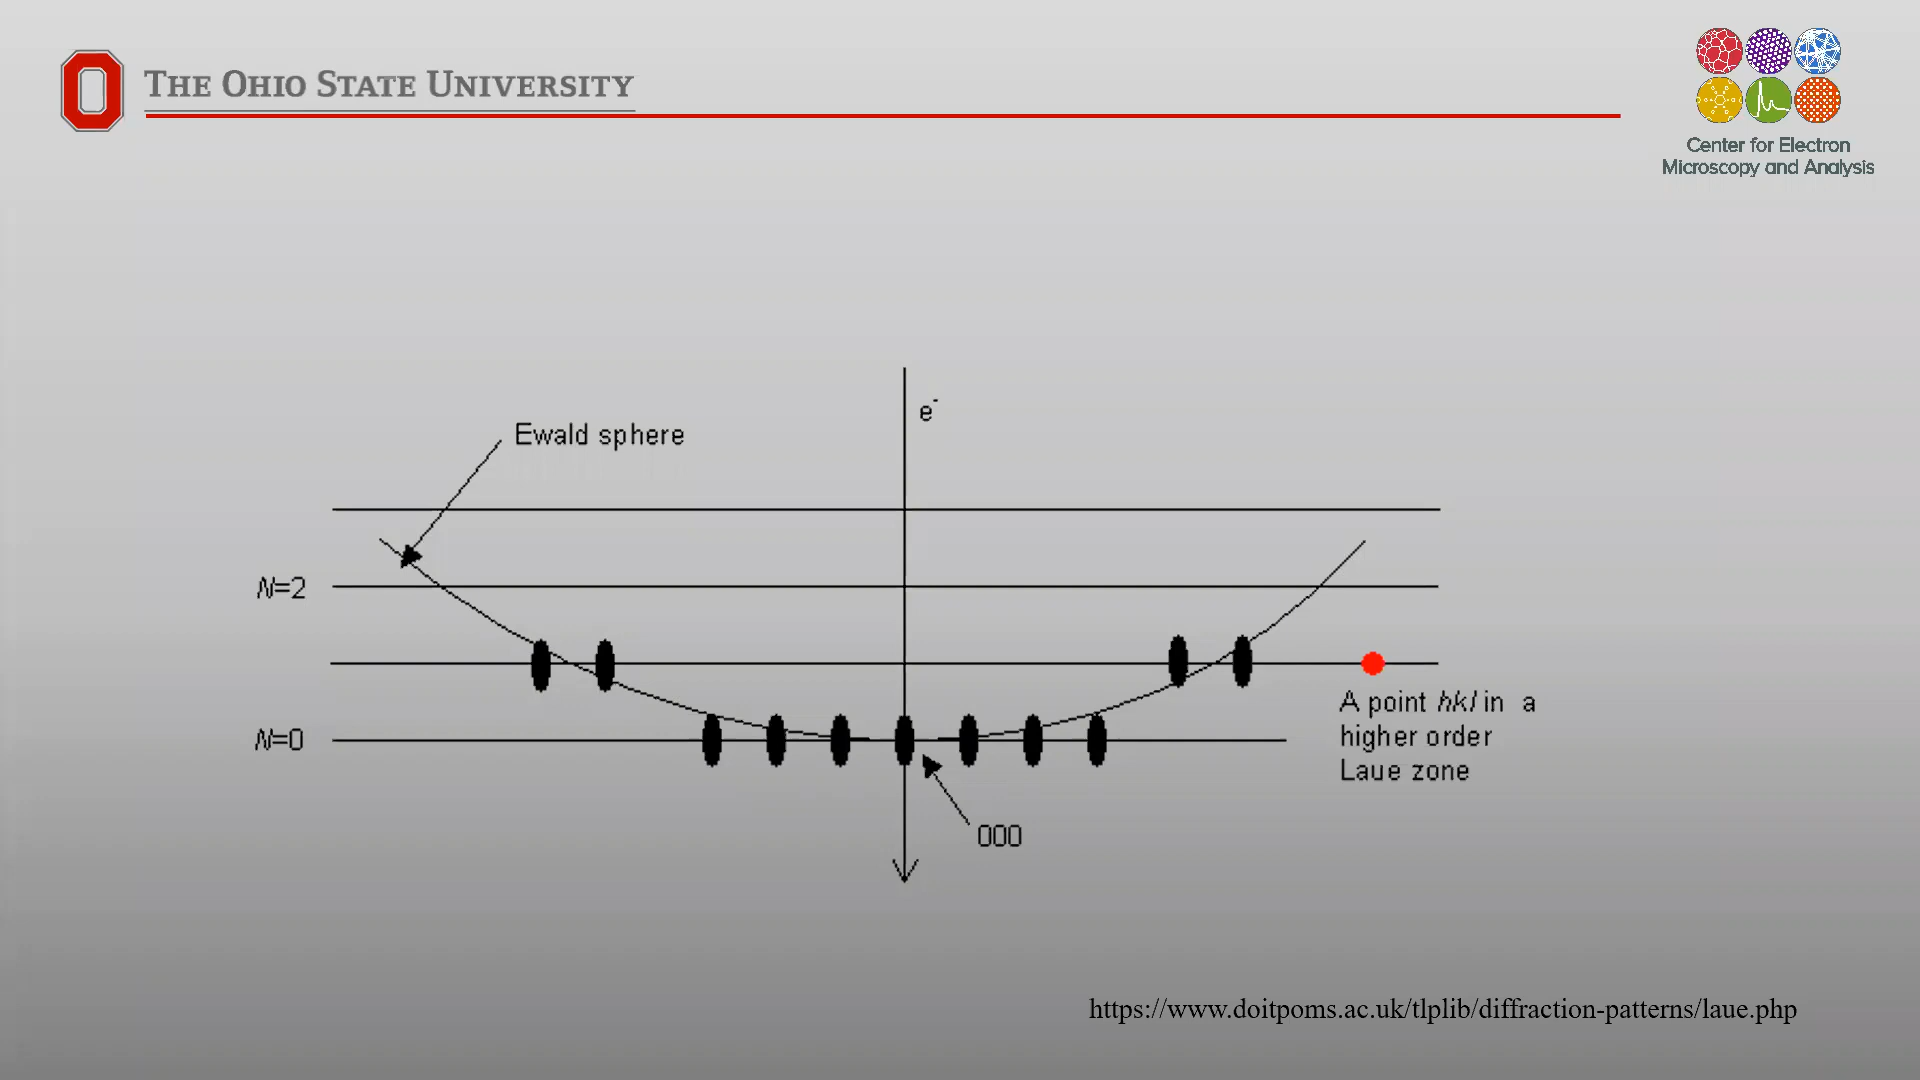 THE OHIO STATE UNIVERSITY
Center for Electron
Microscopy and Analysis
e-
Ewald sphere
N=2
N=0
A point hkl in a
higher order
Laue zone
000
https://www.doitpoms.ac.uk/tlplib/diffraction-patterns/laue.php